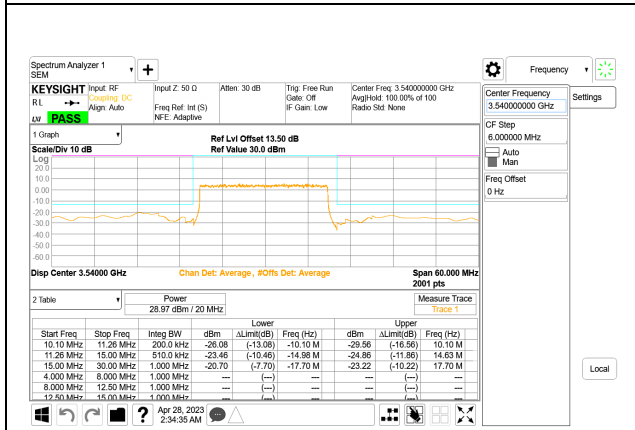 Spectrum Analyzer 1
SEM
Frequency
KEYSIGHT Input: RF Input Z: 50 Ω Atten: 30 dB Trig: Free Run Center Freq: 3.540000000 GHz
RL Coupling: DC Gate: Off Avg|Hold: 100.00% of 100
Align: Auto Freq Ref: Int (S) IF Gain: Low Radio Std: None
LXI PASS NFE: Adaptive
Center Frequency
3.540000000 GHz
Settings
CF Step
6.000000 MHz
Auto
Man
Freq Offset
0 Hz
1 Graph
Ref Lvl Offset 13.50 dB
Scale/Div 10 dB Ref Value 30.0 dBm
Log
20.0
10.0
0.00
-10.0
-20.0
-30.0
-40.0
-50.0
-60.0
Disp Center 3.54000 GHz Chan Det: Average , #Offs Det: Average Span 60.000 MHz
2001 pts
2 Table Power Measure Trace
28.97 dBm / 20 MHz Trace 1
Lower Upper
Start Freq Stop Freq Integ BW dBm ΔLimit(dB) Freq (Hz) dBm ΔLimit(dB) Freq (Hz)
10.10 MHz 11.26 MHz 200.0 kHz -26.08 (-13.08) -10.10 M -29.56 (-16.56) 10.10 M
11.26 MHz 15.00 MHz 510.0 kHz -23.46 (-10.46) -14.98 M -24.86 (-11.86) 14.63 M
15.00 MHz 30.00 MHz 1.000 MHz -20.70 (-7.70) -17.70 M -23.22 (-10.22) 17.70 M
4.000 MHz 8.000 MHz 1.000 MHz --- (---) --- --- (---) ---
8.000 MHz 12.50 MHz 1.000 MHz --- (---) --- --- (---) ---
12.50 MHz 15.00 MHz 1.000 MHz --- (---) --- --- (---) ---
Local
? Apr 28, 2023
2:34:35 AM